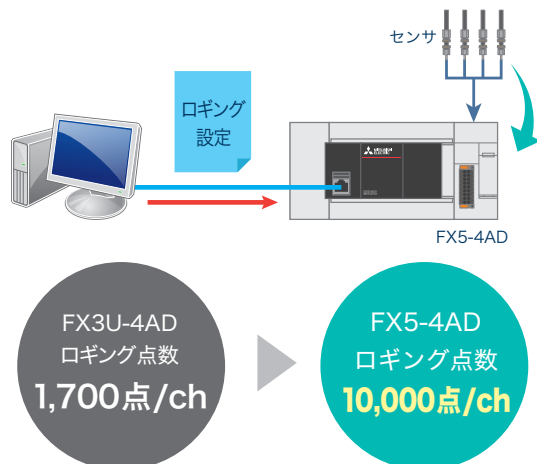 センサ
ロギング
設定
MITSUBISHI
ELECTRIC
FX5-4AD
FX3U-4AD
ロギング点数
1,700点/ch
FX5-4AD
ロギング点数
10,000点/ch